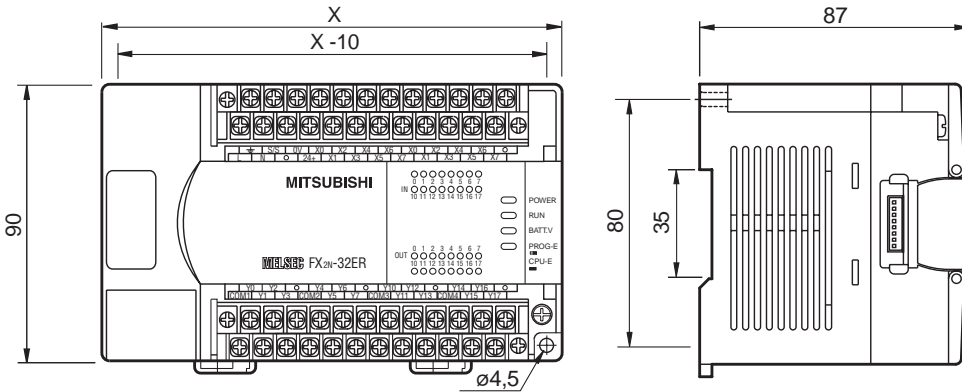 X
X -10
87
90
80
35
S/S 0V X0 X2 X4 X6 X0 X2 X4 X6
L N 24+ X1 X3 X5 X7 X1 X3 X5 X7
MITSUBISHI
0 1 2 3 4 5 6 7
IN
10 11 12 13 14 15 16 17
POWER
RUN
BATT.V
PROG-E
CPU-E
0 1 2 3 4 5 6 7
OUT
10 11 12 13 14 15 16 17
MELSEC FX2N-32ER
Y0 Y2 Y4 Y6 Y10 Y12 Y14 Y16
COM1 Y1 Y3 COM2 Y5 Y7 COM3 Y11 Y13 COM4 Y15 Y17
ø4,5